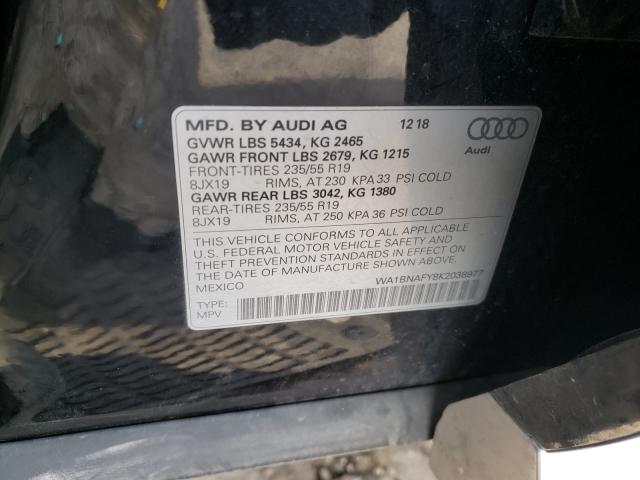 MFD. BY AUDI AG 12 18
GVWR LBS 5434, KG 2465
GAWR FRONT LBS 2679, KG 1215
FRONT-TIRES 235/55 R19
8JX19 RIMS, AT 230 KPA 33 PSI COLD
GAWR REAR LBS 3042, KG 1380
REAR-TIRES 235/55 R19
8JX19 RIMS, AT 250 KPA 36 PSI COLD
Audi
THIS VEHICLE CONFORMS TO ALL APPLICABLE
U.S. FEDERAL MOTOR VEHICLE SAFETY AND
THEFT PREVENTION STANDARDS IN EFFECT ON
THE DATE OF MANUFACTURE SHOWN ABOVE.
MEXICO
WA1BNAFY8K2038977
TYPE:
MPV